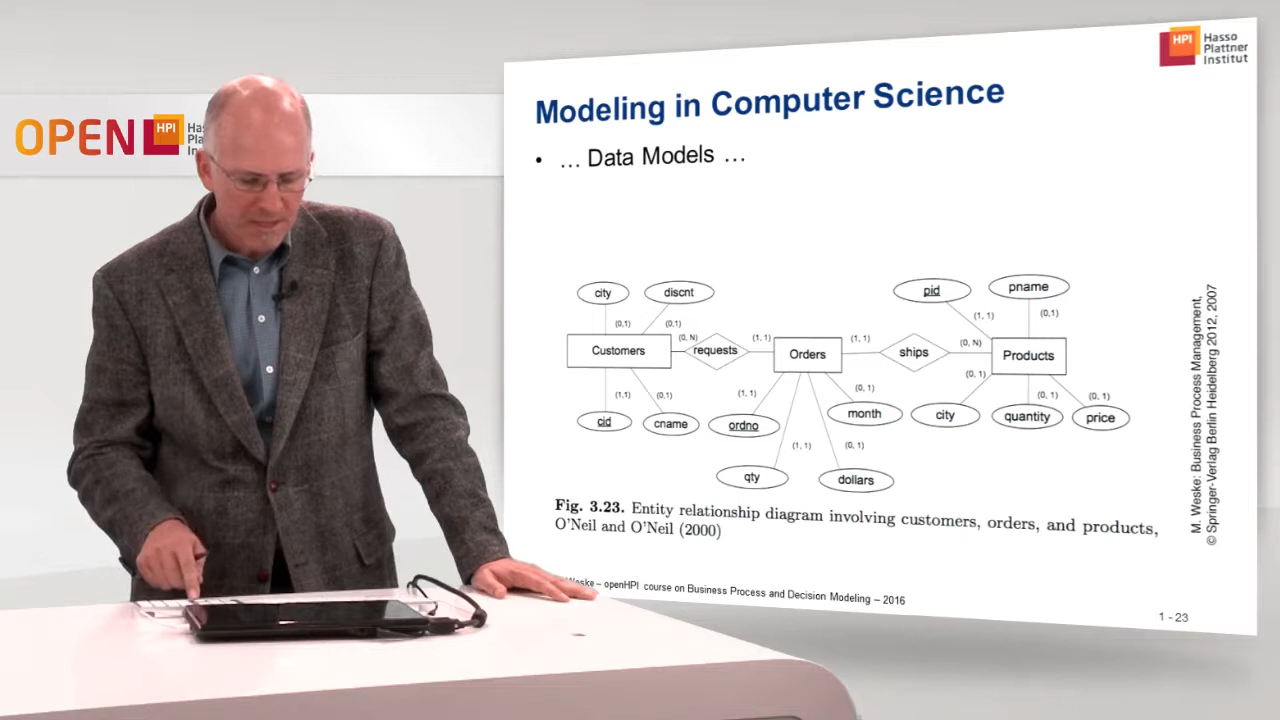 OPEN HPI
HPI Hasso
Plattner
Institut
Modeling in Computer Science
• … Data Models …
city
discnt
(0,1)
(0,1)
Customers
(0, N)
requests
(1, 1)
Orders
(1, 1)
ships
(0, N)
Products
pid
pname
(1, 1)
(0,1)
(1,1)
(0,1)
cid
cname
(1, 1)
ordno
(0, 1)
month
(1, 1)
(0, 1)
qty
dollars
(0, 1)
(0, 1)
(0, 1)
city
quantity
price
Fig. 3.23. Entity relationship diagram involving customers, orders, and products,
O'Neil and O'Neil (2000)
M. Weske: Business Process Management,
© Springer-Verlag Berlin Heidelberg 2012, 2007
Weske – openHPI course on Business Process and Decision Modeling – 2016
1 - 23